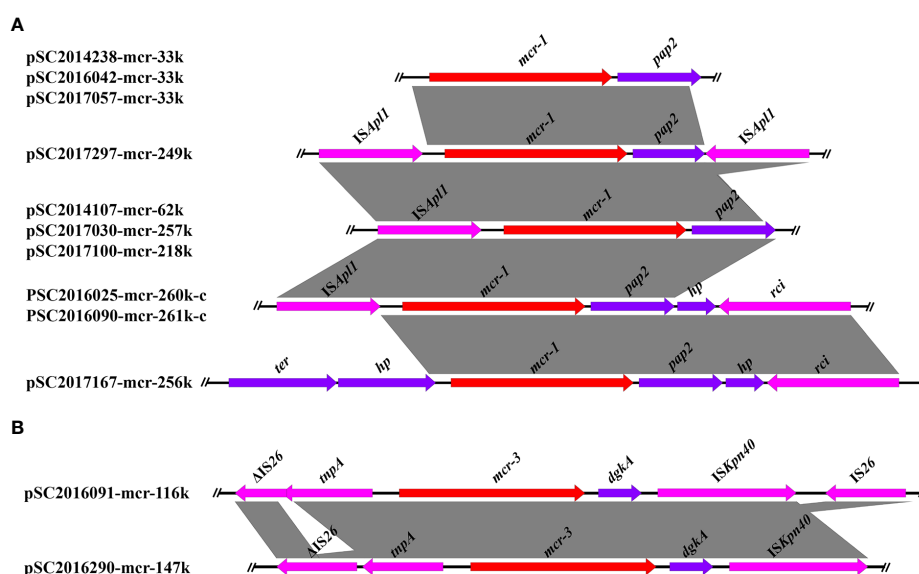 A
pSC2014238-mcr-33k
pSC2016042-mcr-33k
pSC2017057-mcr-33k
mcr-1 pap2
pSC2017297-mcr-249k
ISApl1 mcr-1 pap2 ISApl1
pSC2014107-mcr-62k
pSC2017030-mcr-257k
pSC2017100-mcr-218k
ISApl1 mcr-1 pap2
PSC2016025-mcr-260k-c
PSC2016090-mcr-261k-c
ISApl1 mcr-1 pap2 hp rci
pSC2017167-mcr-256k
ter hp mcr-1 pap2 hp rci
B
pSC2016091-mcr-116k
ΔIS26 tnpA mcr-3 dgkA ISKpn40 IS26
pSC2016290-mcr-147k
ΔIS26 tnpA mcr-3 dgkA ISKpn40